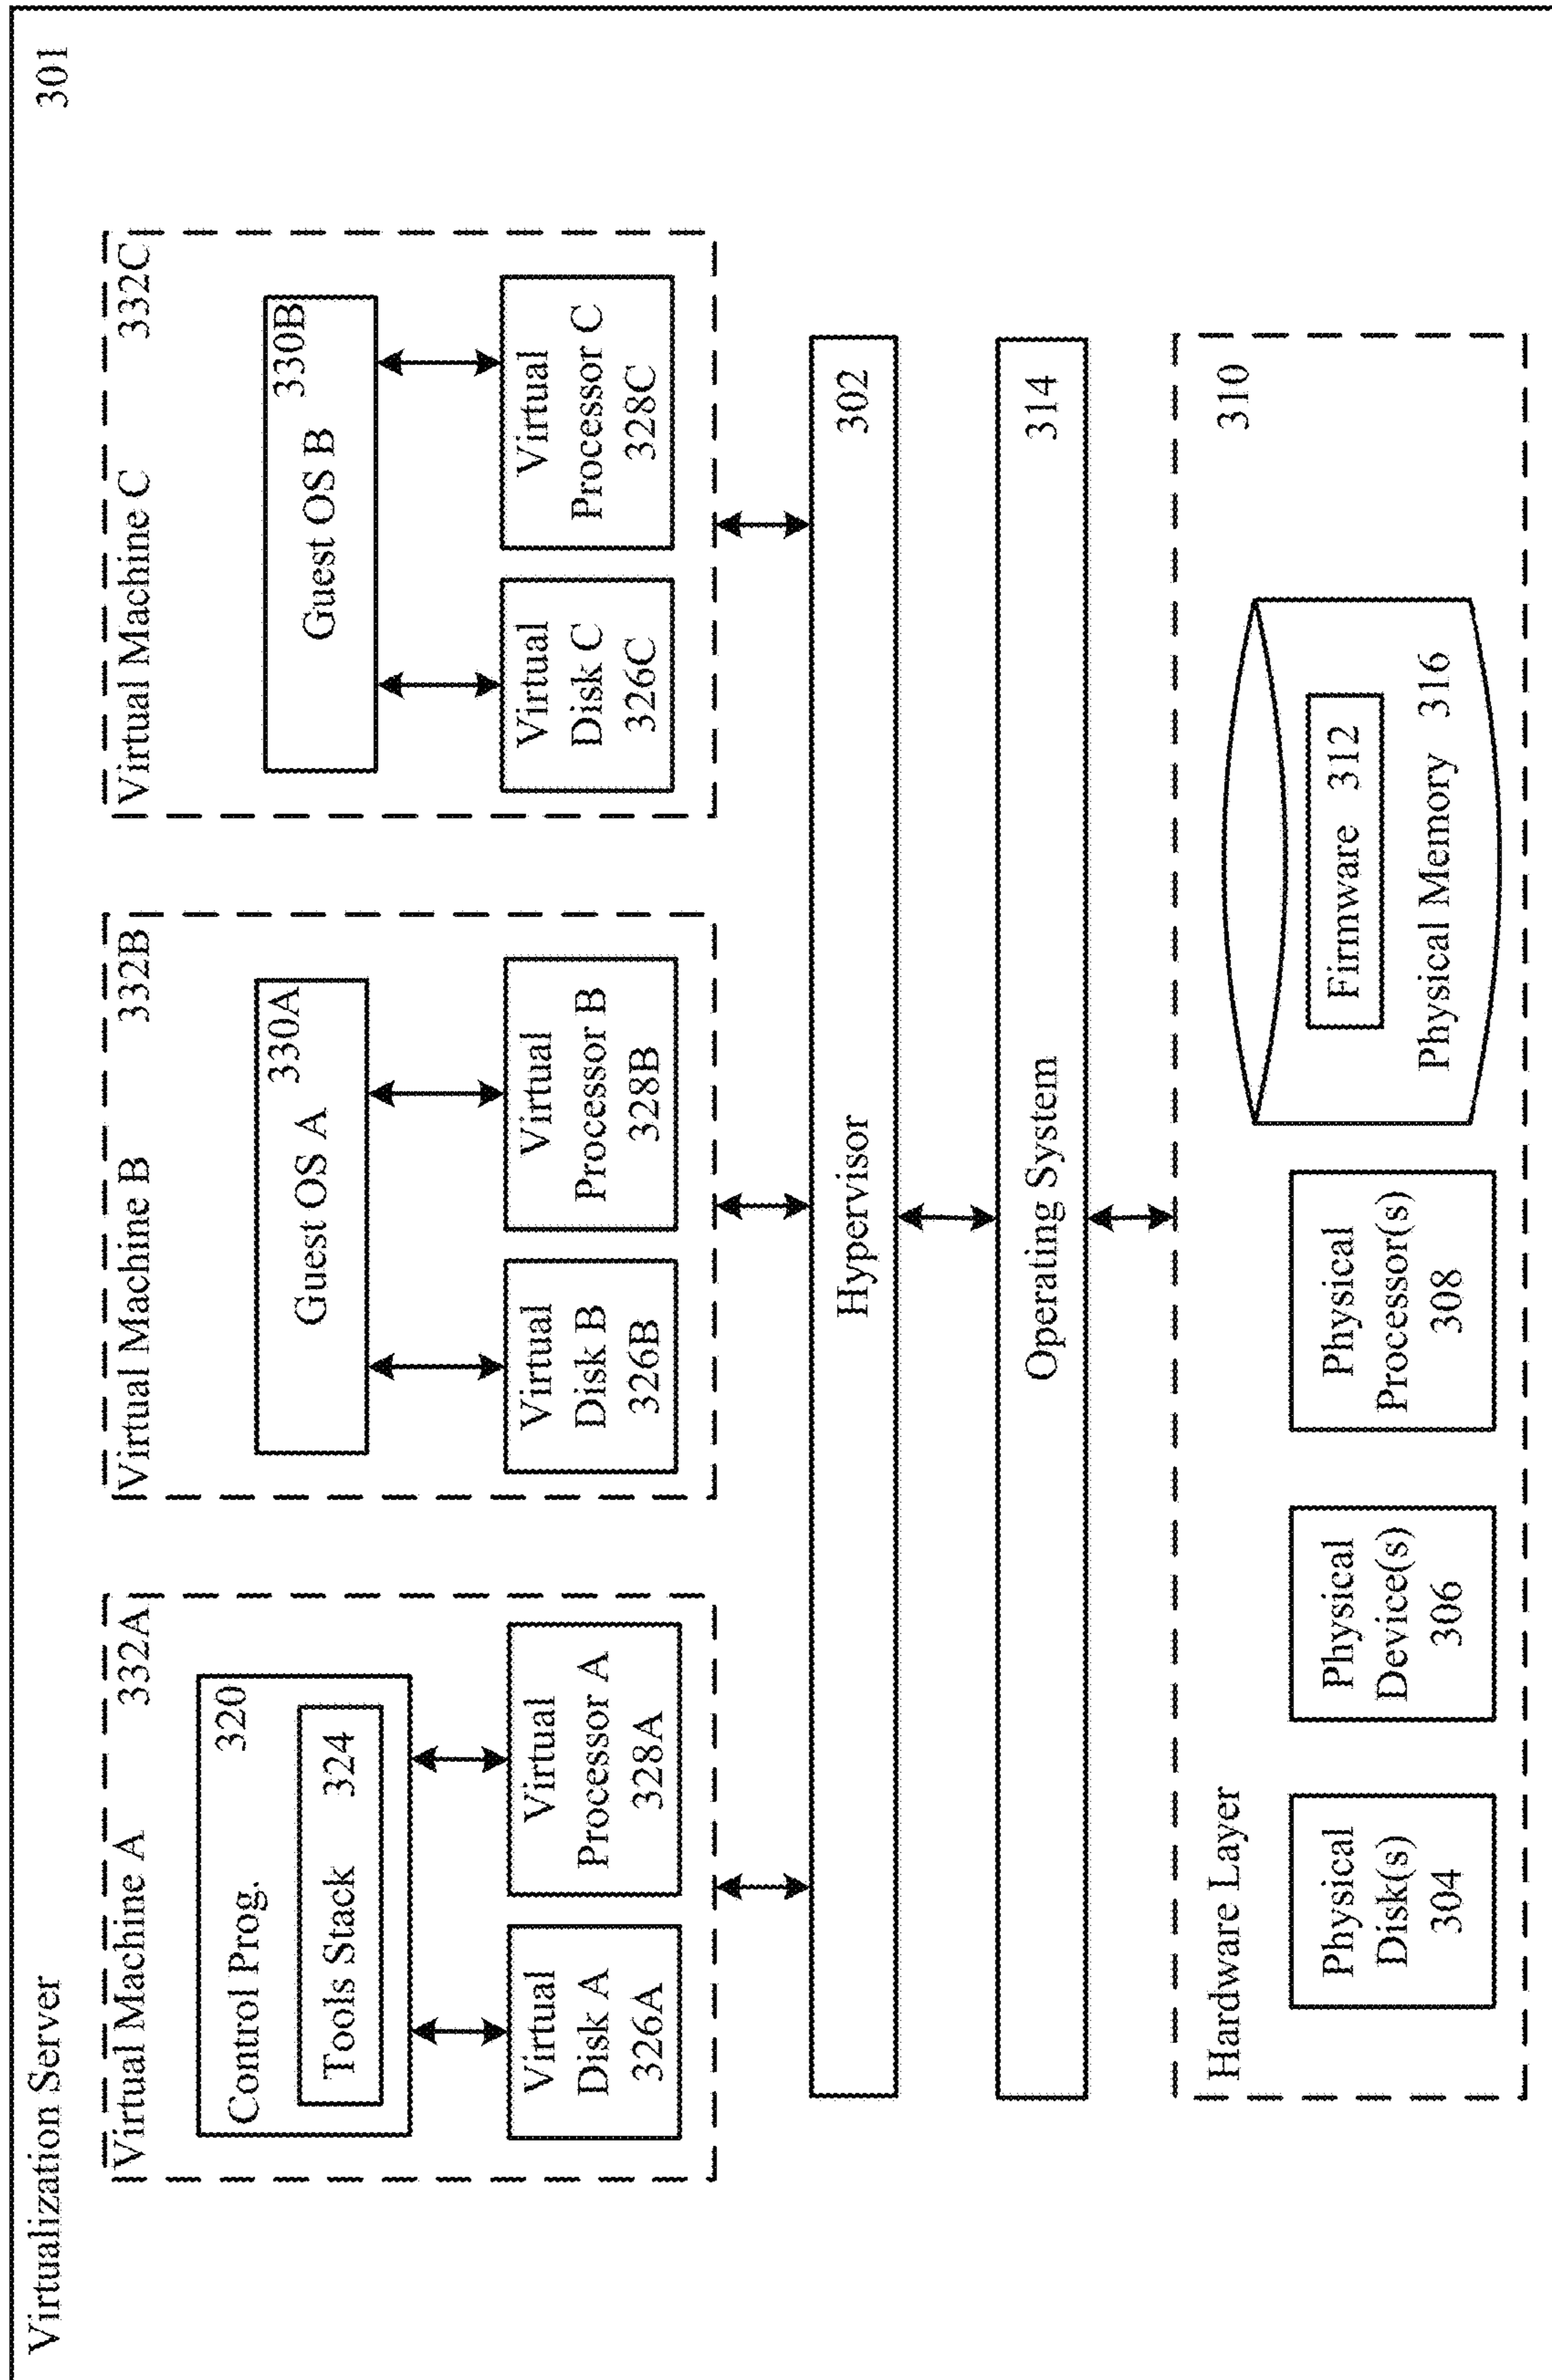 Virtualization Server
301
Virtual Machine A
332A
Control Prog.
320
Tools Stack
324
Virtual
Disk A
326A
Virtual
Processor A
328A
Virtual Machine B
332B
Guest OS A
330A
Virtual
Disk B
326B
Virtual
Processor B
328B
Virtual Machine C
332C
Guest OS B
330B
Virtual
Disk C
326C
Virtual
Processor C
328C
Hypervisor
302
Operating System
314
Hardware Layer
310
Physical
Disk(s)
304
Physical
Device(s)
306
Physical
Processor(s)
308
Firmware 312
Physical Memory 316